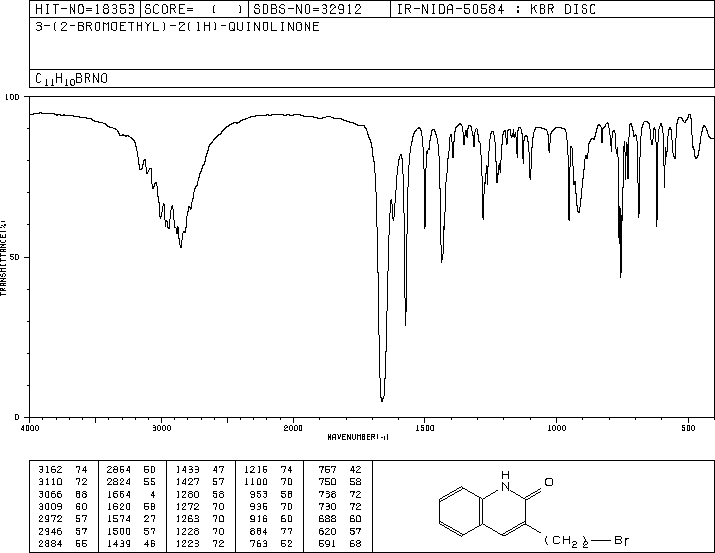 HIT-NO=18353 SCORE= ( ) SDBS-NO=32912 IR-NIDA-50584 : KBR DISC
3-(2-BROMOETHYL)-2(1H)-QUINOLINONE
C11H10BRNO
100
50
0
TRANSMITTANCE(%)
4000 3000 2000 1500 1000 500
WAVENUMBER(-1)
3162 74 2854 50 1433 47 1216 74 757 42
3110 72 2824 55 1427 57 1100 70 750 58
3066 68 1664 4 1280 58 953 58 738 72
3009 60 1620 58 1272 70 936 70 730 72
2972 57 1574 27 1263 70 916 60 688 60
2946 57 1500 57 1228 70 884 77 620 57
2884 55 1439 46 1223 72 763 52 591 68
H
N
O
(CH2)2 Br